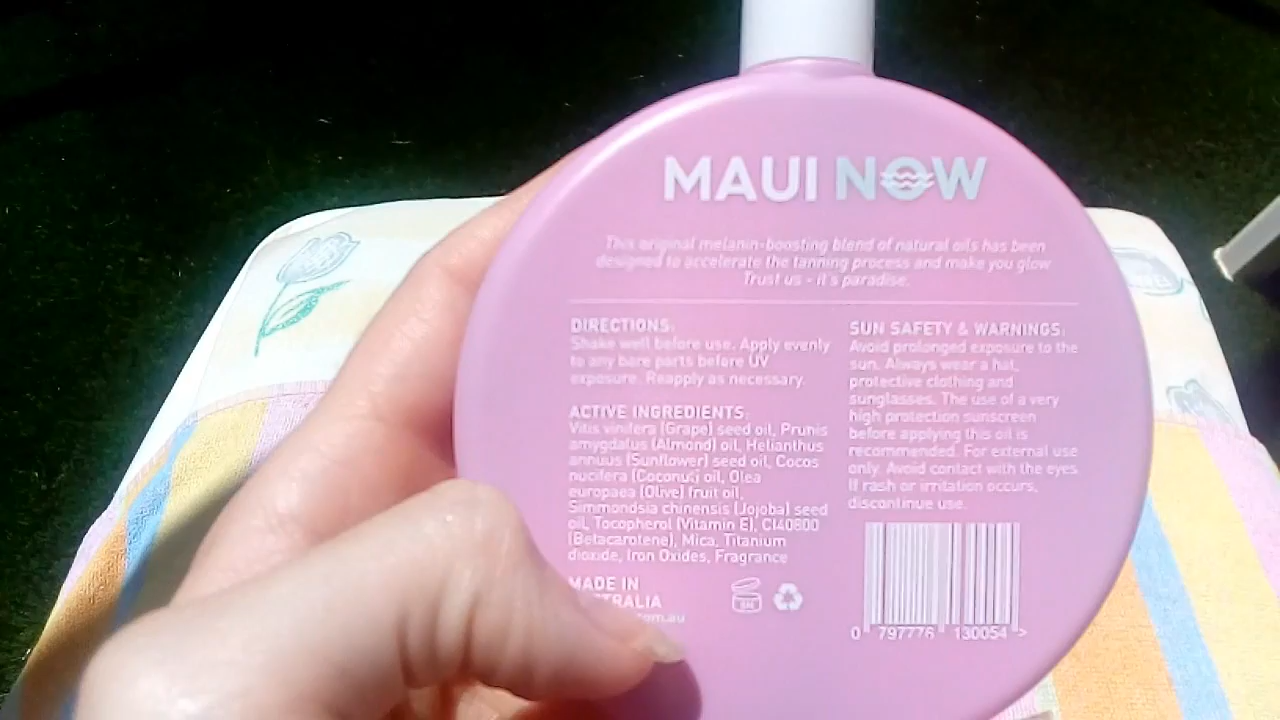 MAUI NOW
This original melanin-boosting blend of natural oils has been
designed to accelerate the tanning process and make you glow
Trust us - it's paradise.
DIRECTIONS:
Shake well before use. Apply evenly
to any bare parts before UV
exposure. Reapply as necessary.
ACTIVE INGREDIENTS:
Vitis vinifera (Grape) seed oil, Prunis
amygdalus (Almond) oil, Helianthus
annuus (Sunflower) seed oil, Cocos
nucifera (Coconut) oil, Olea
europaea (Olive) fruit oil,
Simmondsia chinensis (Jojoba) seed
oil, Tocopherol (Vitamin E), CI40800
(Betacarotene), Mica, Titanium
dioxide, Iron Oxides, Fragrance
MADE IN
com.au
SUN SAFETY & WARNINGS:
Avoid prolonged exposure to the
sun. Always wear a hat,
protective clothing and
sunglasses. The use of a very
high protection sunscreen
before applying this oil is
recommended. For external use
only. Avoid contact with the eyes.
If rash or irritation occurs,
discontinue use.
0 797776 130054 >